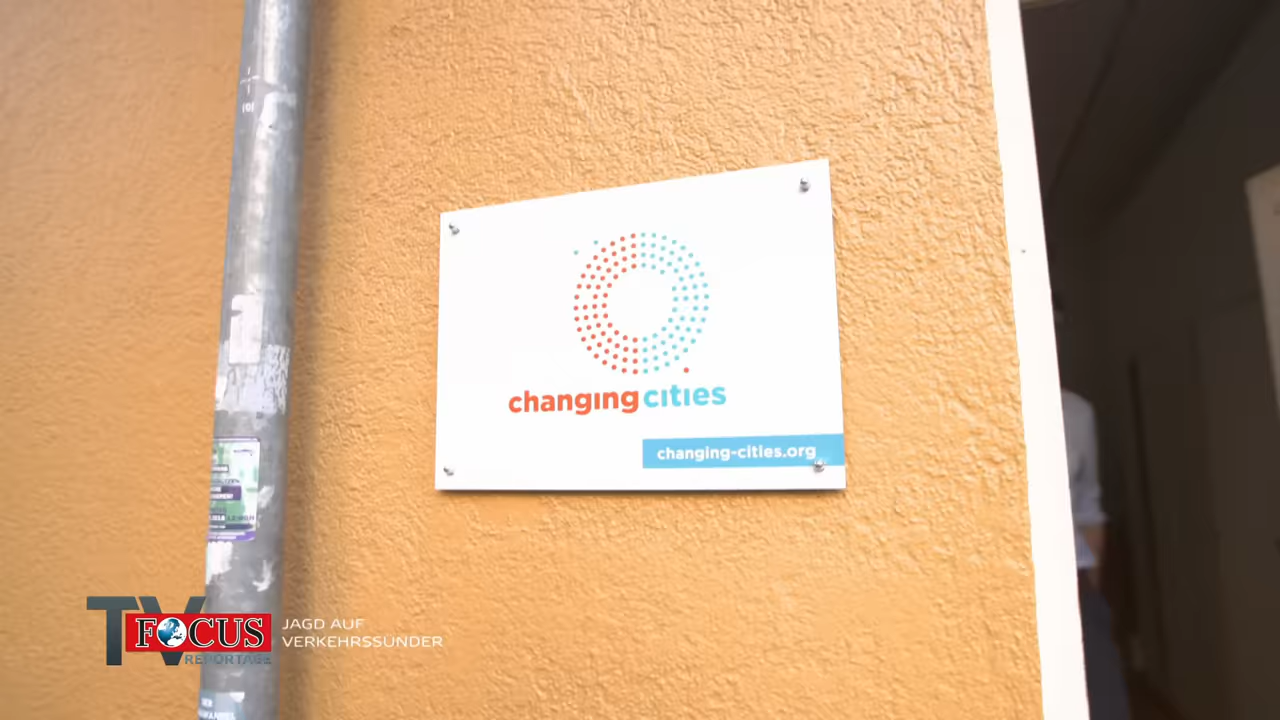 changing cities
changing-cities.org
TV
FOCUS
REPORTAGE
JAGD AUF
VERKEHRSSÜNDER